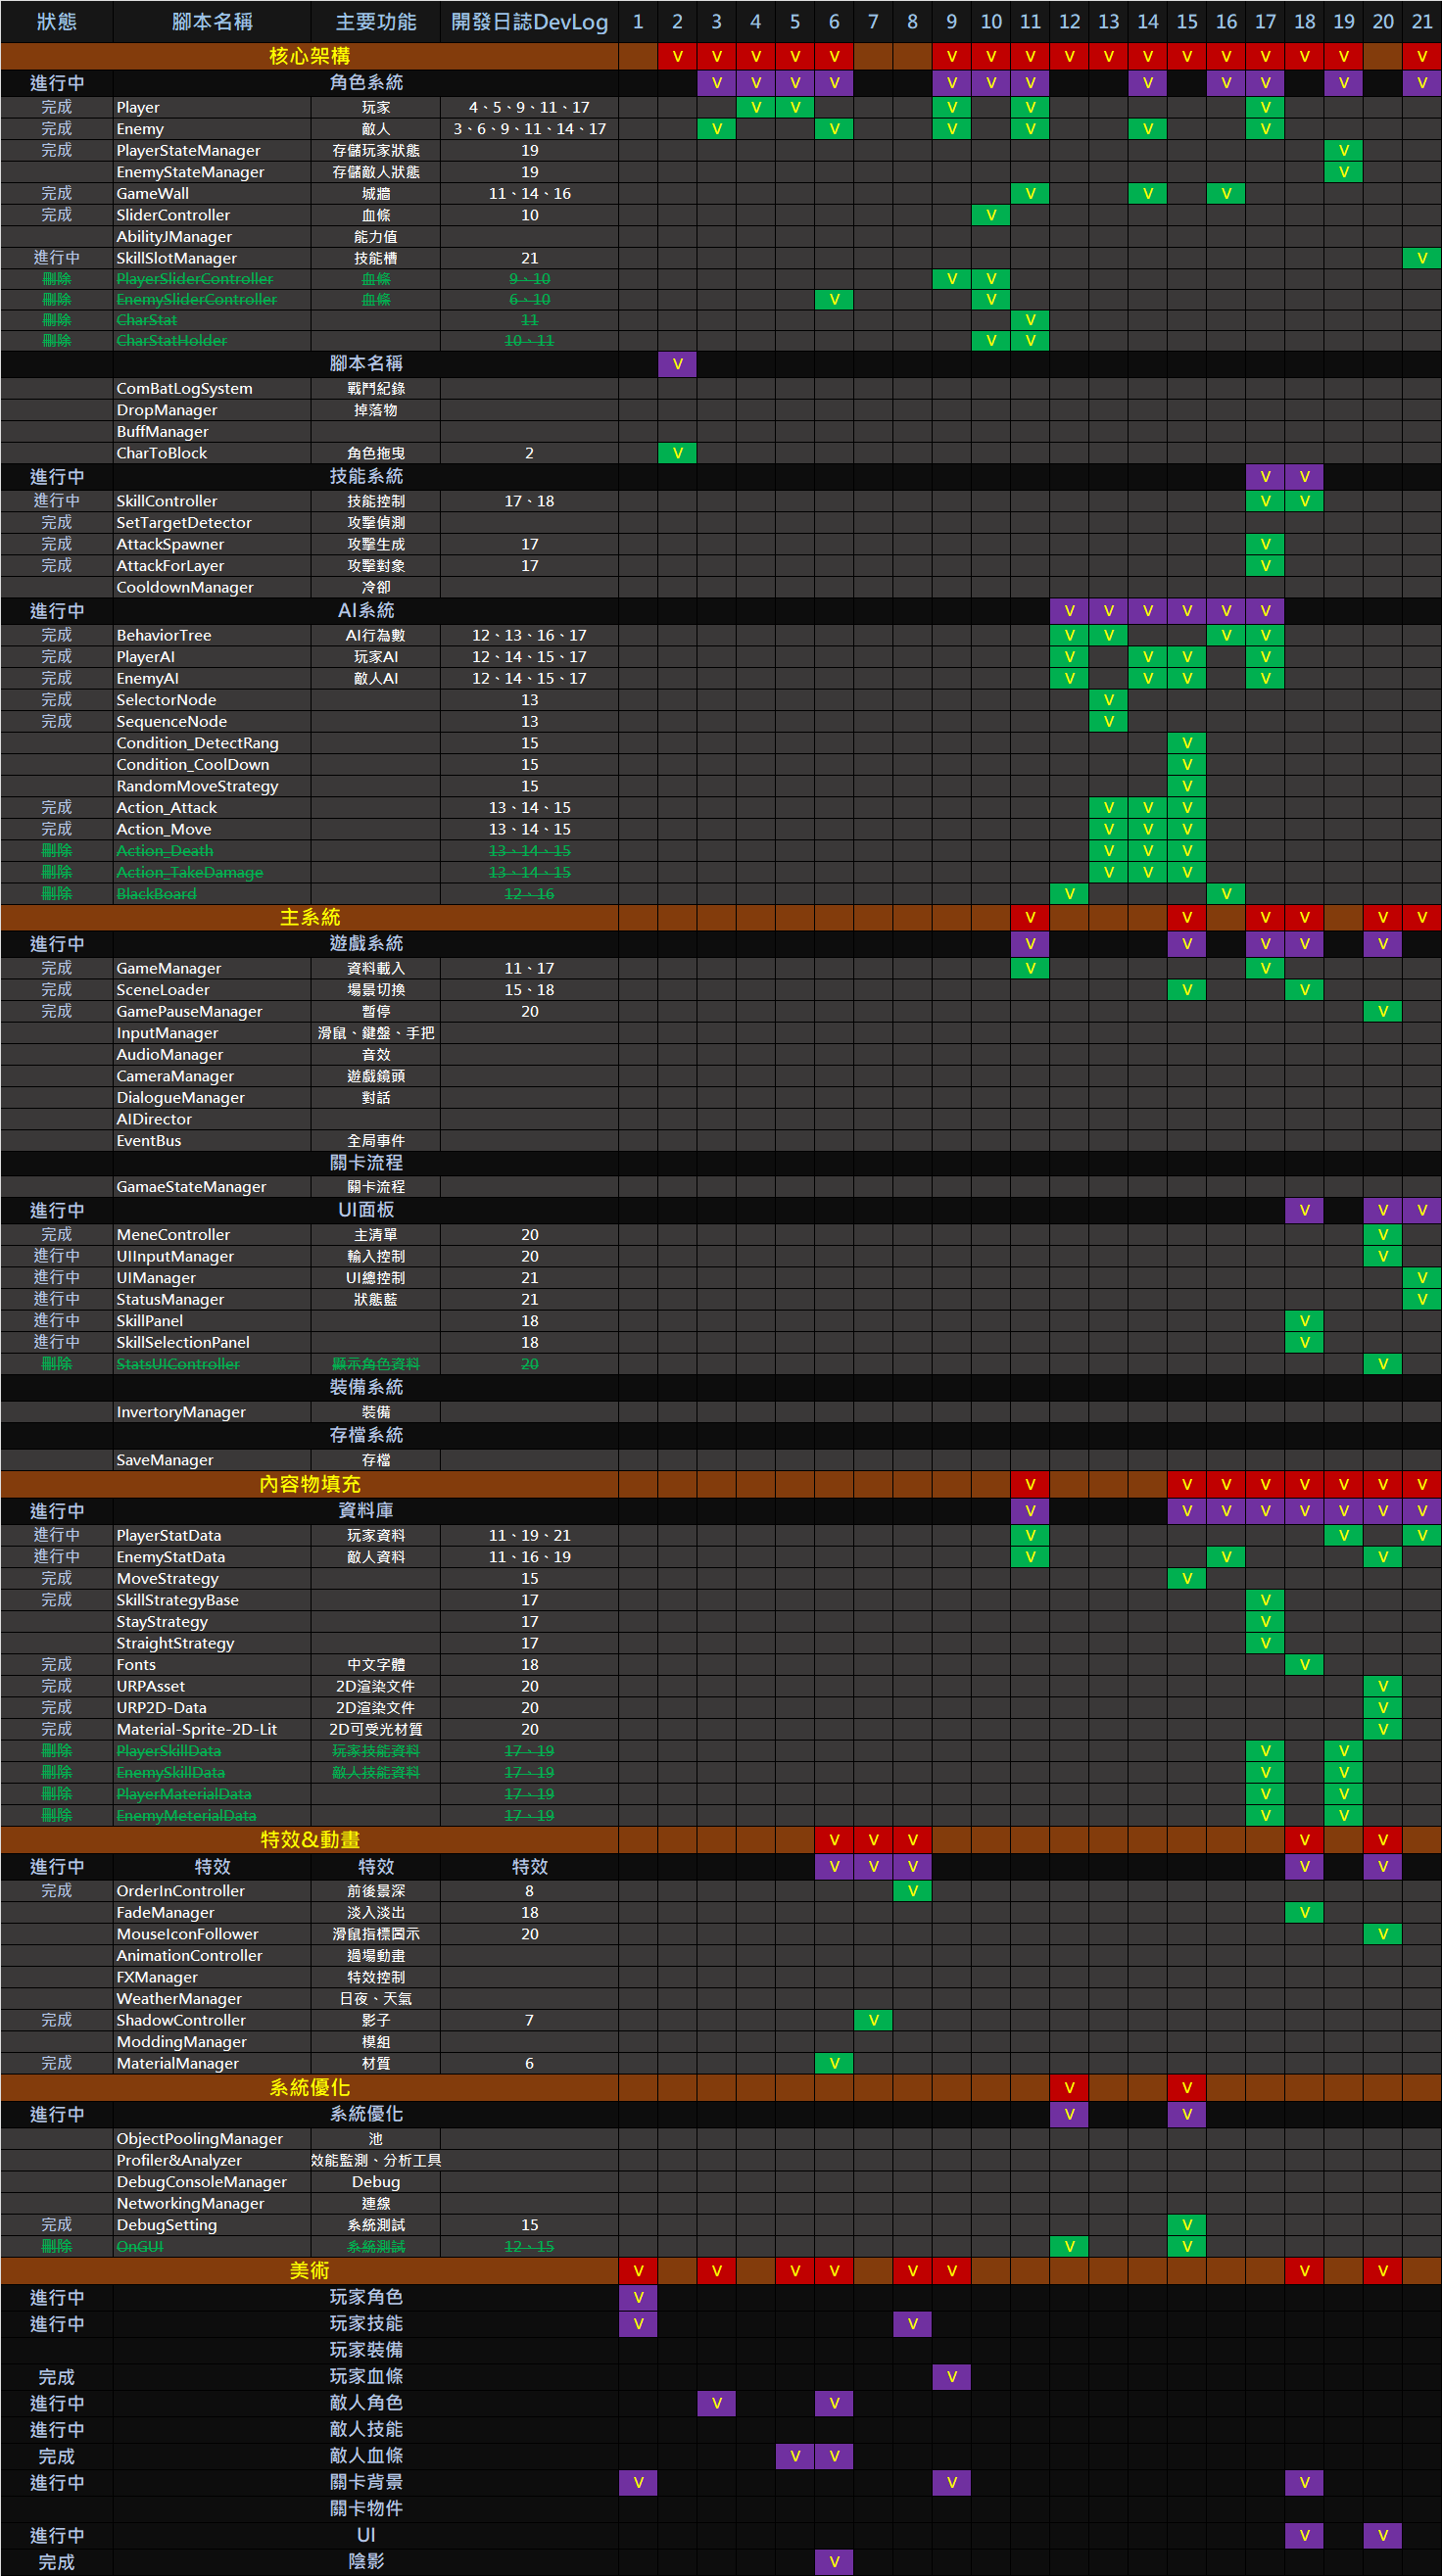 狀態 腳本名稱 主要功能 開發日誌DevLog 1 2 3 4 5 6 7 8 9 10 11 12 13 14 15 16 17 18 19 20 21
核心架構 V V V V V V V V V V V V V V V V V
進行中 角色系統 V V V V V V V V V V V V
完成 Player 玩家 4、5、9、11、17 V V V V V
完成 Enemy 敵人 3、6、9、11、14、17 V V V V V V
完成 PlayerStateManager 存儲玩家狀態 19 V
EnemyStateManager 存儲敵人狀態 19 V
完成 GameWall 城牆 11、14、16 V V V
完成 SliderController 血條 10 V
AbilityJManager 能力值
進行中 SkillSlotManager 技能槽 21 V
刪除 PlayerSliderController 血條 9、10 V V
刪除 EnemySliderController 血條 6、10 V V
刪除 CharStat 11 V
刪除 CharStatHolder 10、11 V V
腳本名稱 V
ComBatLogSystem 戰鬥紀錄
DropManager 掉落物
BuffManager
CharToBlock 角色拖曳 2 V
進行中 技能系統 V V
進行中 SkillController 技能控制 17、18 V V
完成 SetTargetDetector 攻擊偵測
完成 AttackSpawner 攻擊生成 17 V
完成 AttackForLayer 攻擊對象 17 V
CooldownManager 冷卻
進行中 AI系統 V V V V V V
完成 BehaviorTree AI行為數 12、13、16、17 V V V V
完成 PlayerAI 玩家AI 12、14、15、17 V V V V
完成 EnemyAI 敵人AI 12、14、15、17 V V V V
完成 SelectorNode 13 V
完成 SequenceNode 13 V
Condition_DetectRang 15 V
Condition_CoolDown 15 V
RandomMoveStrategy 15 V
完成 Action_Attack 13、14、15 V V V
完成 Action_Move 13、14、15 V V V
刪除 Action_Death 13、14、15 V V V
刪除 Action_TakeDamage 13、14、15 V V V
刪除 BlackBoard 12、16 V V
主系統 V V V V V V
進行中 遊戲系統 V V V V V
完成 GameManager 資料載入 11、17 V V
完成 SceneLoader 場景切換 15、18 V V
完成 GamePauseManager 暫停 20 V
InputManager 滑鼠、鍵盤、手把
AudioManager 音效
CameraManager 遊戲鏡頭
DialogueManager 對話
AIDirector
EventBus 全局事件
關卡流程
GamaeStateManager 關卡流程
進行中 UI面板 V V V
完成 MeneController 主清單 20 V
進行中 UIInputManager 輸入控制 20 V
進行中 UIManager UI總控制 21 V
進行中 StatusManager 狀態藍 21 V
進行中 SkillPanel 18 V
進行中 SkillSelectionPanel 18 V
刪除 StatsUIController 顯示角色資料 20 V
裝備系統
InvertoryManager 裝備
存檔系統
SaveManager 存檔
內容物填充 V V V V V V V V
進行中 資料庫 V V V V V V V V
進行中 PlayerStatData 玩家資料 11、19、21 V V V
進行中 EnemyStatData 敵人資料 11、16、19 V V V
完成 MoveStrategy 15 V
完成 SkillStrategyBase 17 V
StayStrategy 17 V
StraightStrategy 17 V
完成 Fonts 中文字體 18 V
完成 URPAsset 2D渲染文件 20 V
完成 URP2D-Data 2D渲染文件 20 V
完成 Material-Sprite-2D-Lit 2D可受光材質 20 V
刪除 PlayerSkillData 玩家技能資料 17、19 V V
刪除 EnemySkillData 敵人技能資料 17、19 V V
刪除 PlayerMaterialData 17、19 V V
刪除 EnemyMeterialData 17、19 V V
特效&動畫 V V V V V
進行中 特效 特效 特效 V V V V V
完成 OrderInController 前後景深 8 V
FadeManager 淡入淡出 18 V
MouseIconFollower 滑鼠指標圖示 20 V
AnimationController 過場動畫
FXManager 特效控制
WeatherManager 日夜、天氣
完成 ShadowController 影子 7 V
ModdingManager 模組
完成 MaterialManager 材質 6 V
系統優化 V V
進行中 系統優化 V V
ObjectPoolingManager 池
Profiler&Analyzer 效能監測、分析工具
DebugConsoleManager Debug
NetworkingManager 連線
完成 DebugSetting 系統測試 15 V
刪除 OnGUI 系統測試 12、15 V V
美術 V V V V V V V V
進行中 玩家角色 V
進行中 玩家技能 V V
玩家裝備
完成 玩家血條 V
進行中 敵人角色 V V
進行中 敵人技能
完成 敵人血條 V V
進行中 關卡背景 V V V
關卡物件
進行中 UI V V
完成 陰影 V